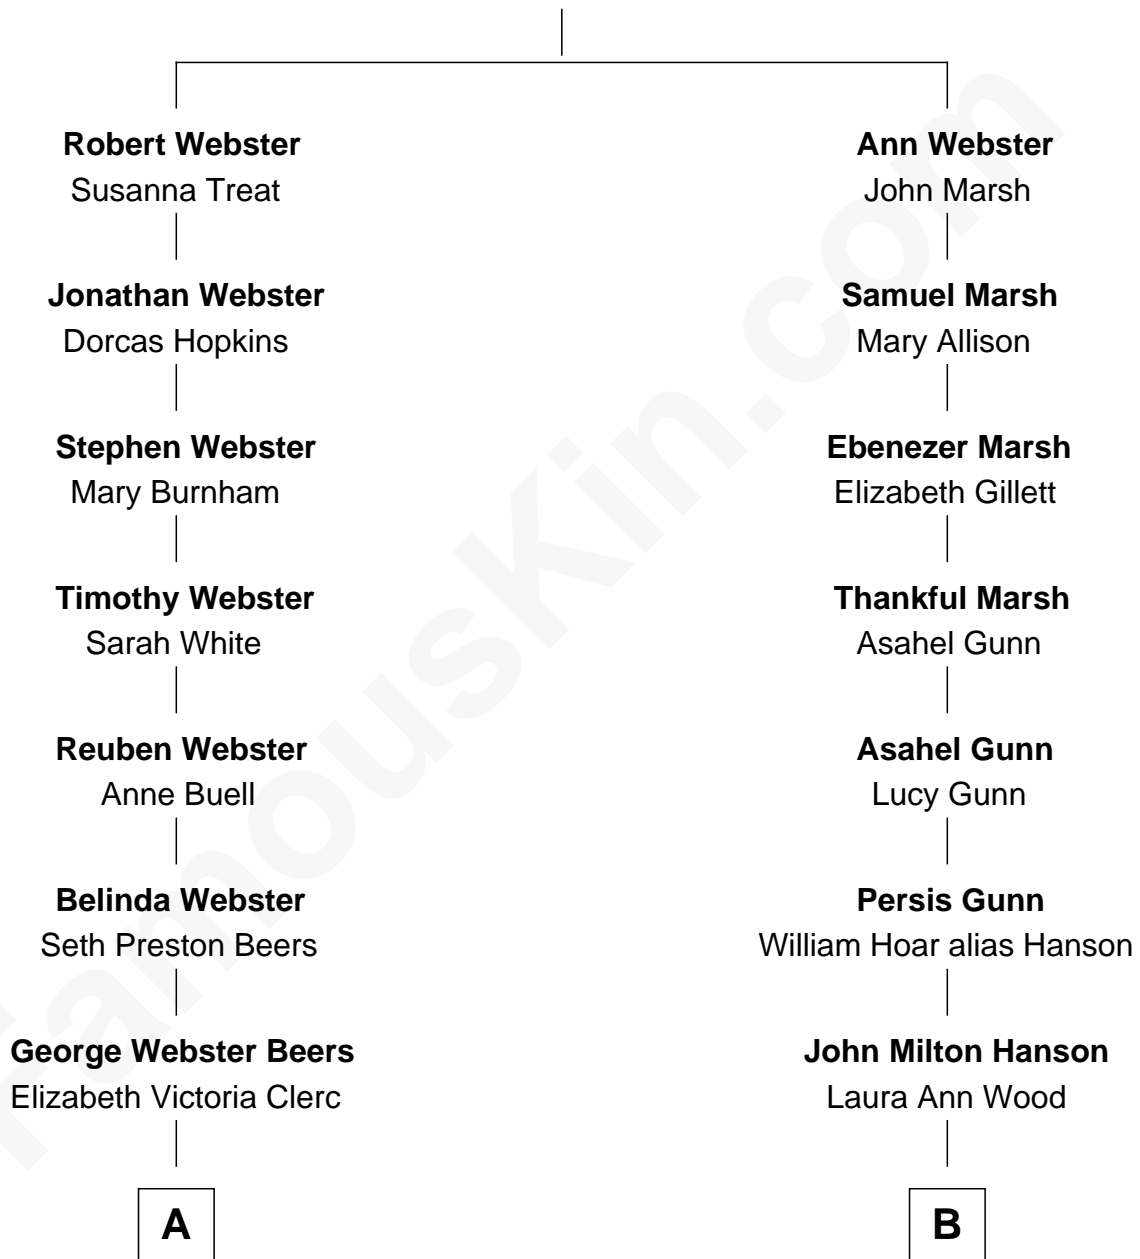 Robert Webster
Susanna Treat
Jonathan Webster
Dorcas Hopkins
Stephen Webster
Mary Burnham
Timothy Webster
Sarah White
Reuben Webster
Anne Buell
Belinda Webster
Seth Preston Beers
George Webster Beers
Elizabeth Victoria Clerc
A
Ann Webster
John Marsh
Samuel Marsh
Mary Allison
Ebenezer Marsh
Elizabeth Gillett
Thankful Marsh
Asahel Gunn
Asahel Gunn
Lucy Gunn
Persis Gunn
William Hoar alias Hanson
John Milton Hanson
Laura Ann Wood
B
FamousKin.com